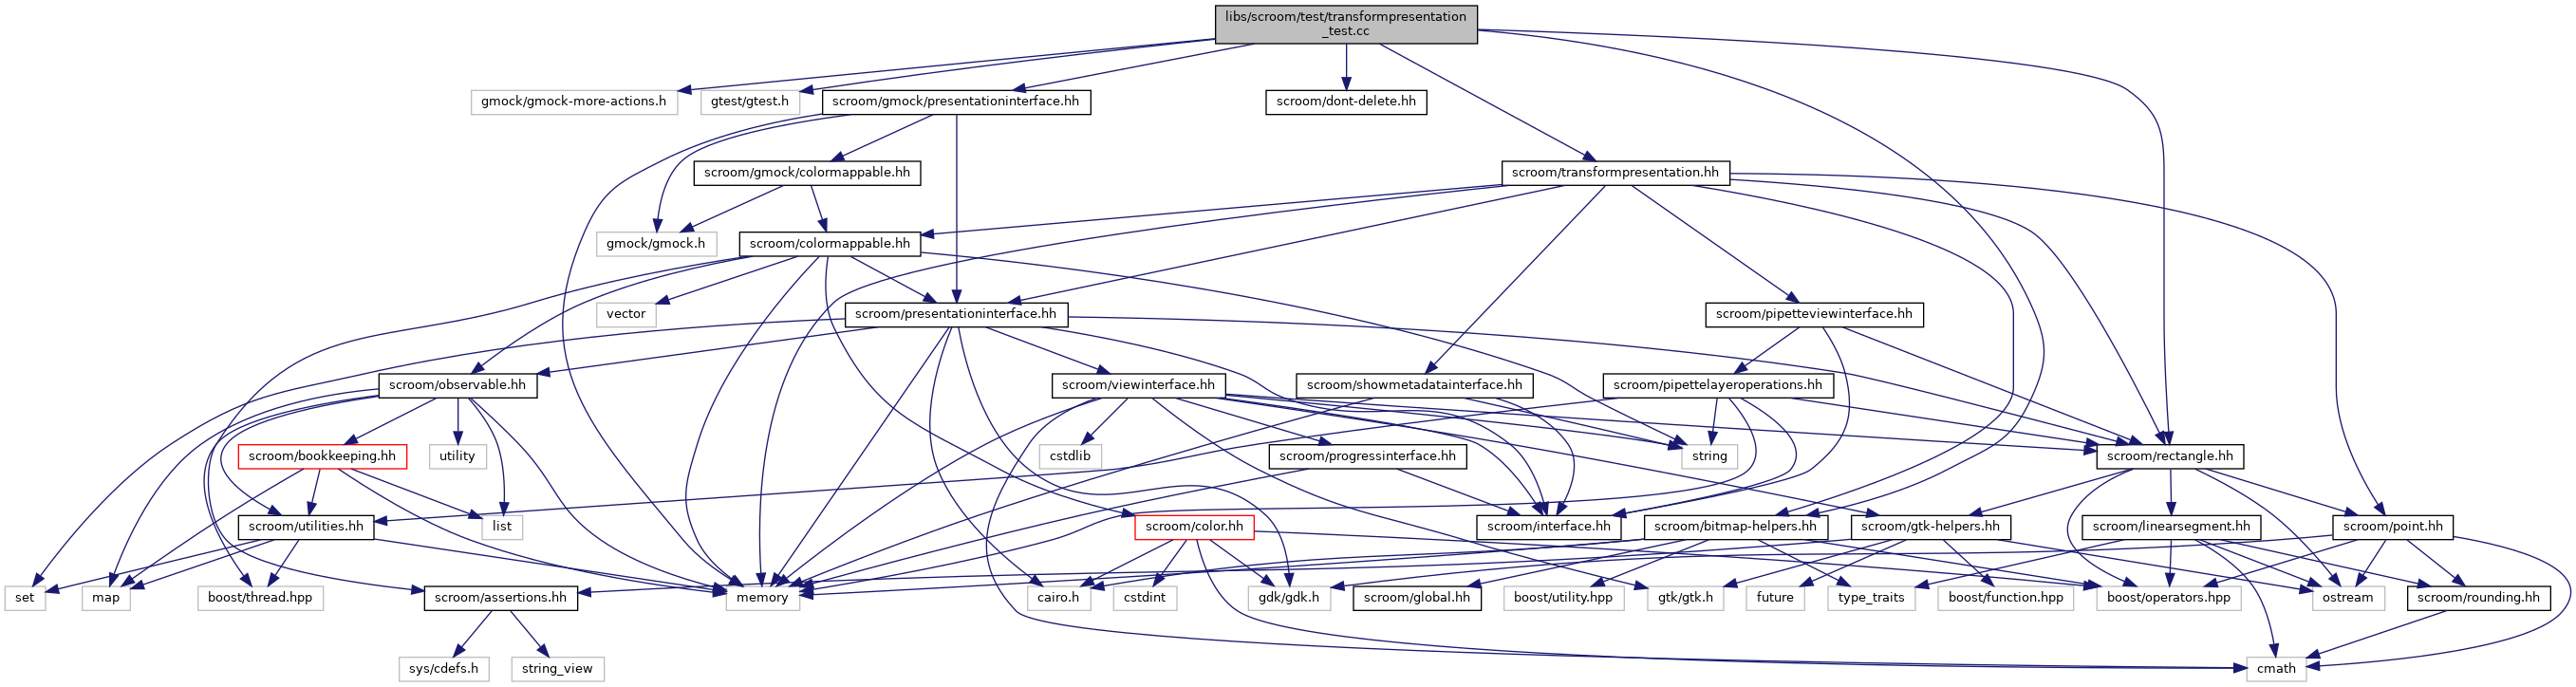 libs/scroom/test/transformpresentation
_test.cc
gmock/gmock-more-actions.h
gtest/gtest.h
scroom/gmock/presentationinterface.hh
scroom/dont-delete.hh
scroom/gmock/colormappable.hh
scroom/transformpresentation.hh
gmock/gmock.h
scroom/colormappable.hh
vector
scroom/presentationinterface.hh
scroom/pipetteviewinterface.hh
scroom/observable.hh
scroom/viewinterface.hh
scroom/showmetadatainterface.hh
scroom/pipettelayeroperations.hh
scroom/bookkeeping.hh
utility
cstdlib
scroom/progressinterface.hh
string
scroom/rectangle.hh
scroom/utilities.hh
list
scroom/color.hh
scroom/interface.hh
scroom/bitmap-helpers.hh
scroom/gtk-helpers.hh
scroom/linearsegment.hh
scroom/point.hh
set
map
boost/thread.hpp
scroom/assertions.hh
memory
cairo.h
cstdint
gdk/gdk.h
scroom/global.hh
boost/utility.hpp
gtk/gtk.h
future
type_traits
boost/function.hpp
boost/operators.hpp
ostream
scroom/rounding.hh
sys/cdefs.h
string_view
cmath